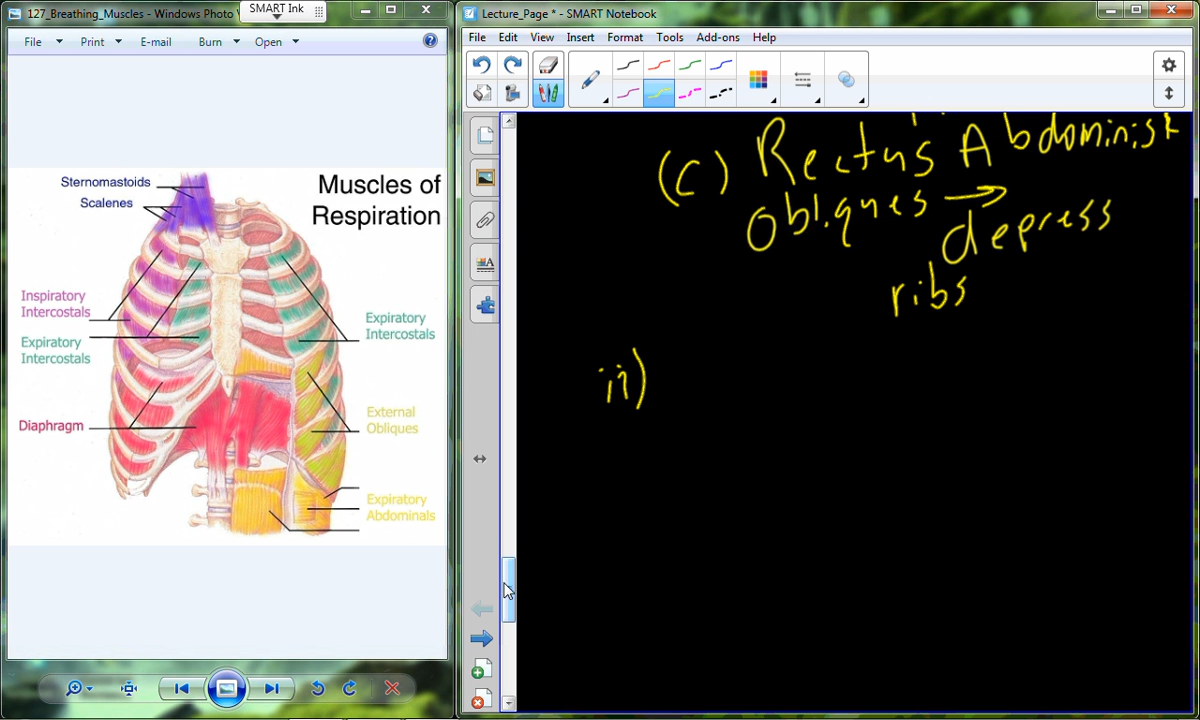 127_Breathing_Muscles - Windows Photo V
SMART Ink
File Print E-mail Burn Open
Sternomastoids
Scalenes
Muscles of
Respiration
Inspiratory
Intercostals
Expiratory
Intercostals
Diaphragm
Expiratory
Intercostals
External
Obliques
Expiratory
Abdominals
Lecture_Page * - SMART Notebook
File Edit View Insert Format Tools Add-ons Help
(C) Rectus Abdominis &
Obliques →
depress
ribs
ii)